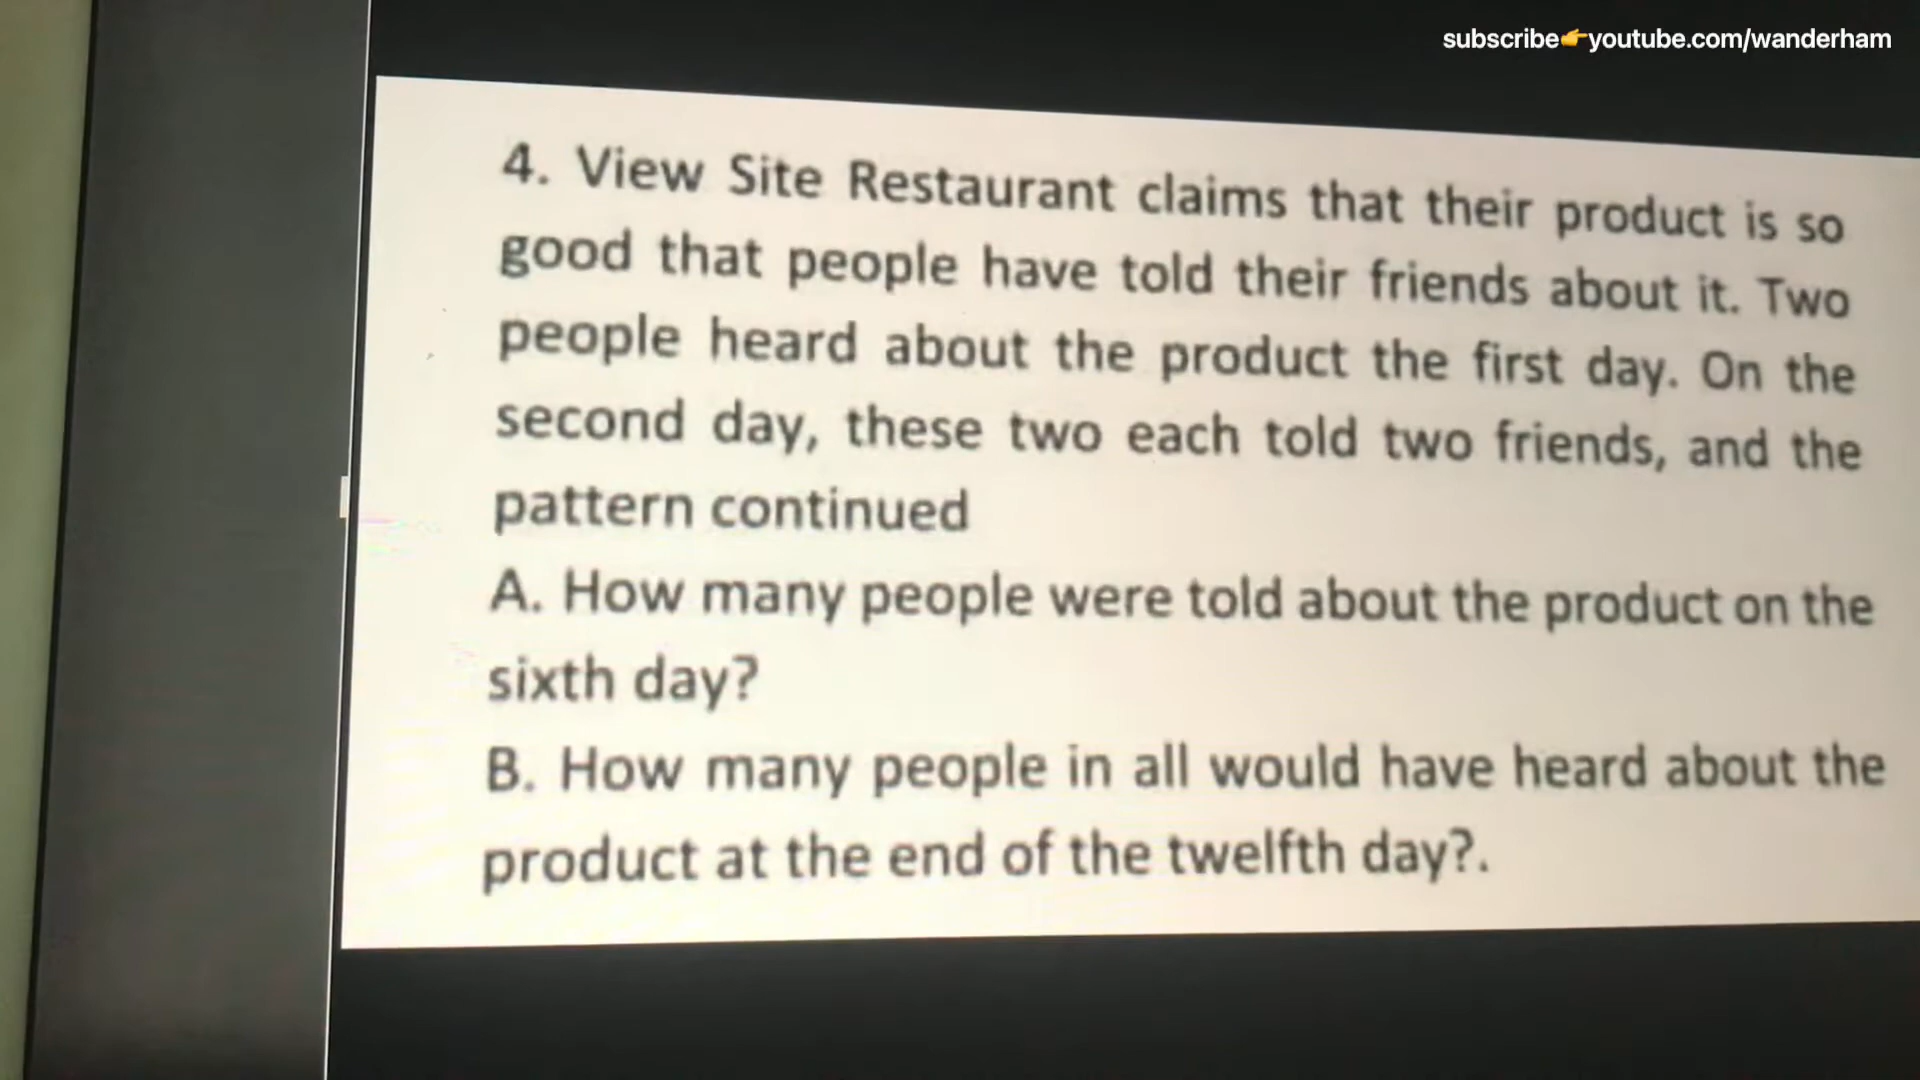 subscribe👉youtube.com/wanderham
4. View Site Restaurant claims that their product is so
good that people have told their friends about it. Two
people heard about the product the first day. On the
second day, these two each told two friends, and the
pattern continued
A. How many people were told about the product on the
sixth day?
B. How many people in all would have heard about the
product at the end of the twelfth day?.